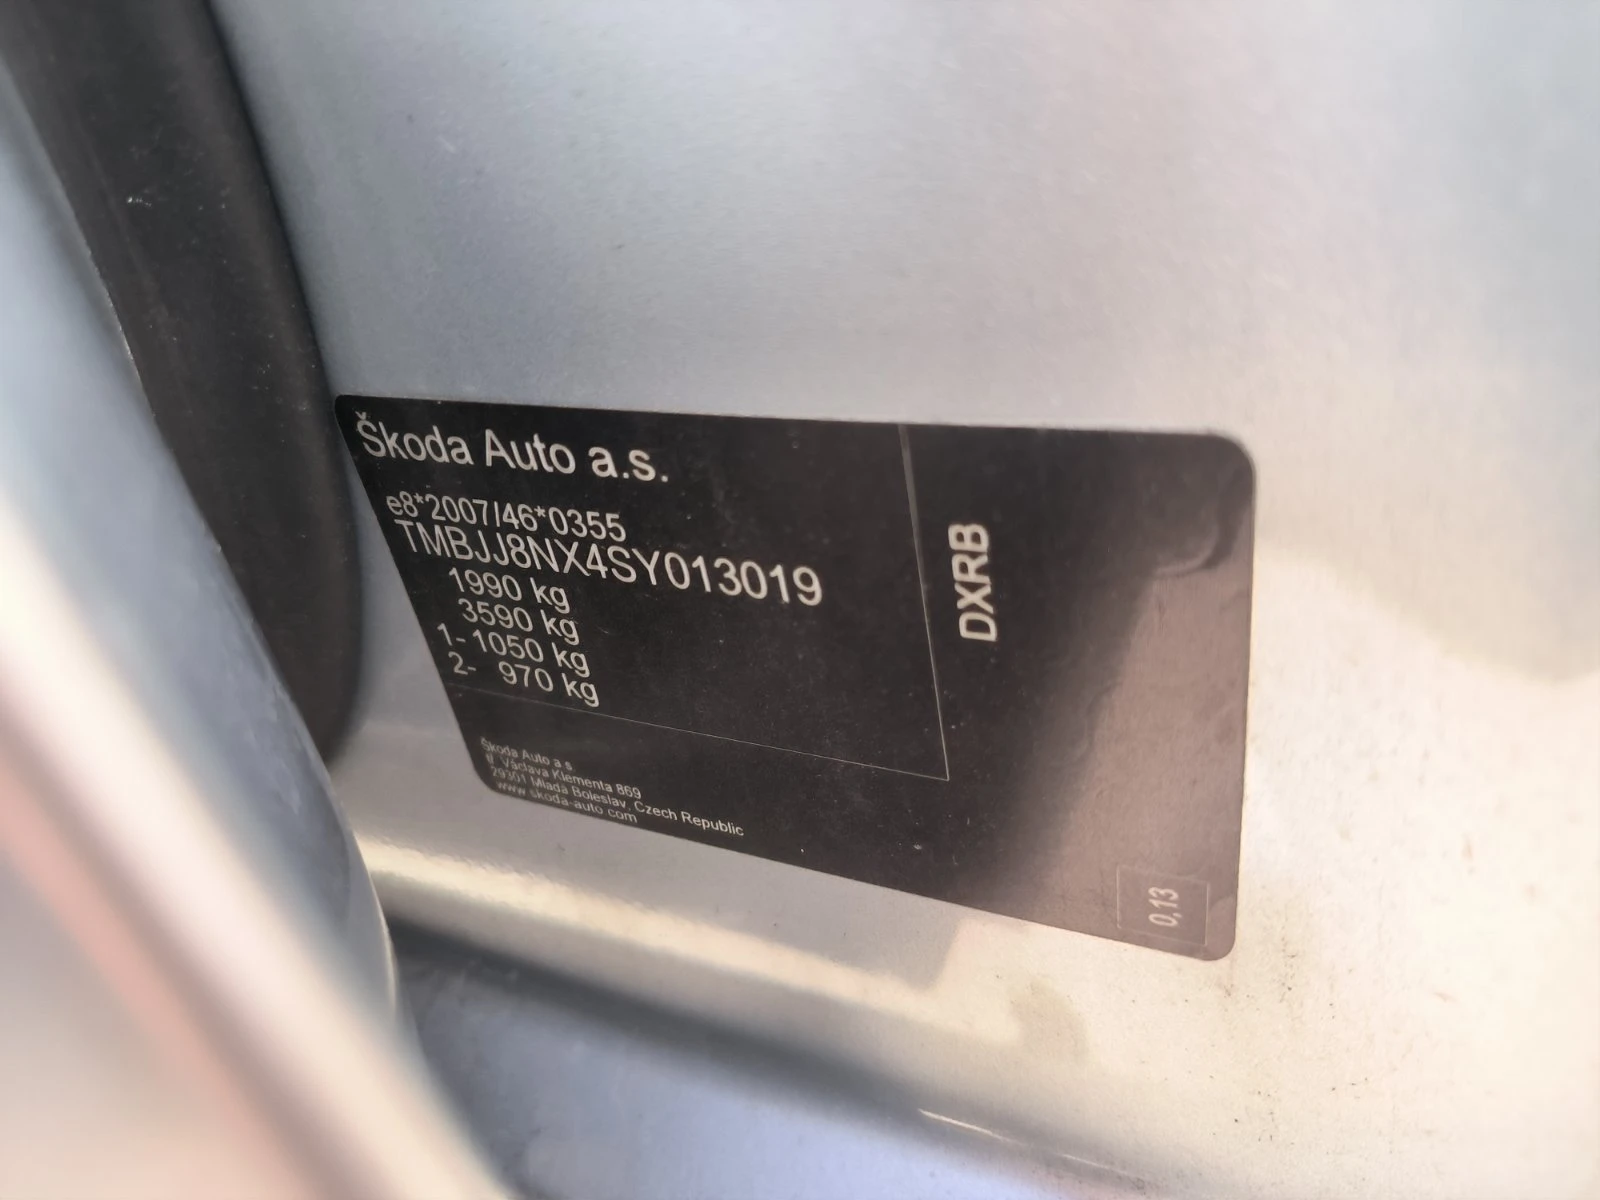 Škoda Auto a.s.
e8*2007/46*0355
TMBJJ8NX4SY013019
1990 kg
3590 kg
1- 1050 kg
2- 970 kg
DXRB
Škoda Auto a.s.
tř. Václava Klementa 869
29301 Mladá Boleslav, Czech Republic
www.skoda-auto.com
0,13